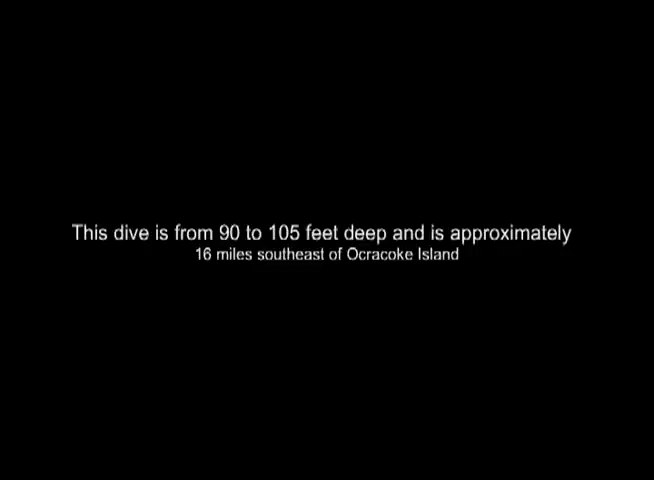 This dive is from 90 to 105 feet deep and is approximately
16 miles southeast of Ocracoke Island